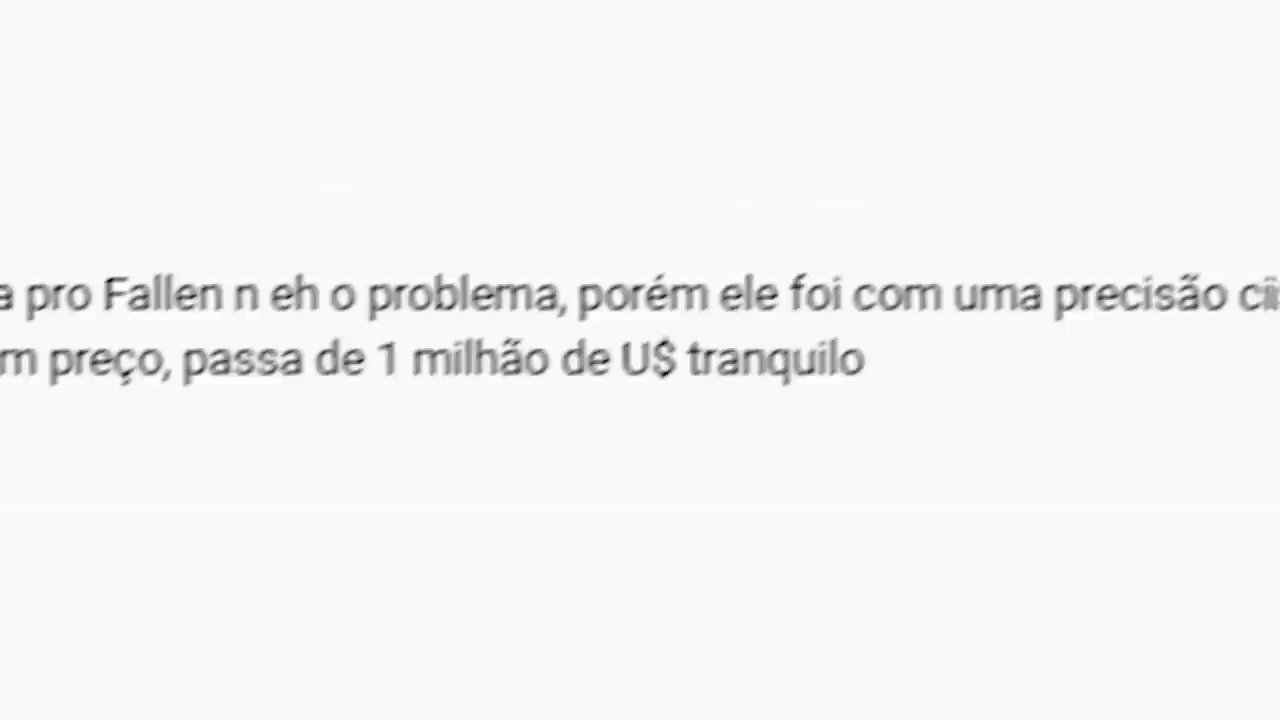 a pro Fallen n eh o problema, porém ele foi com uma precisão
m preço, passa de 1 milhão de U$ tranquilo